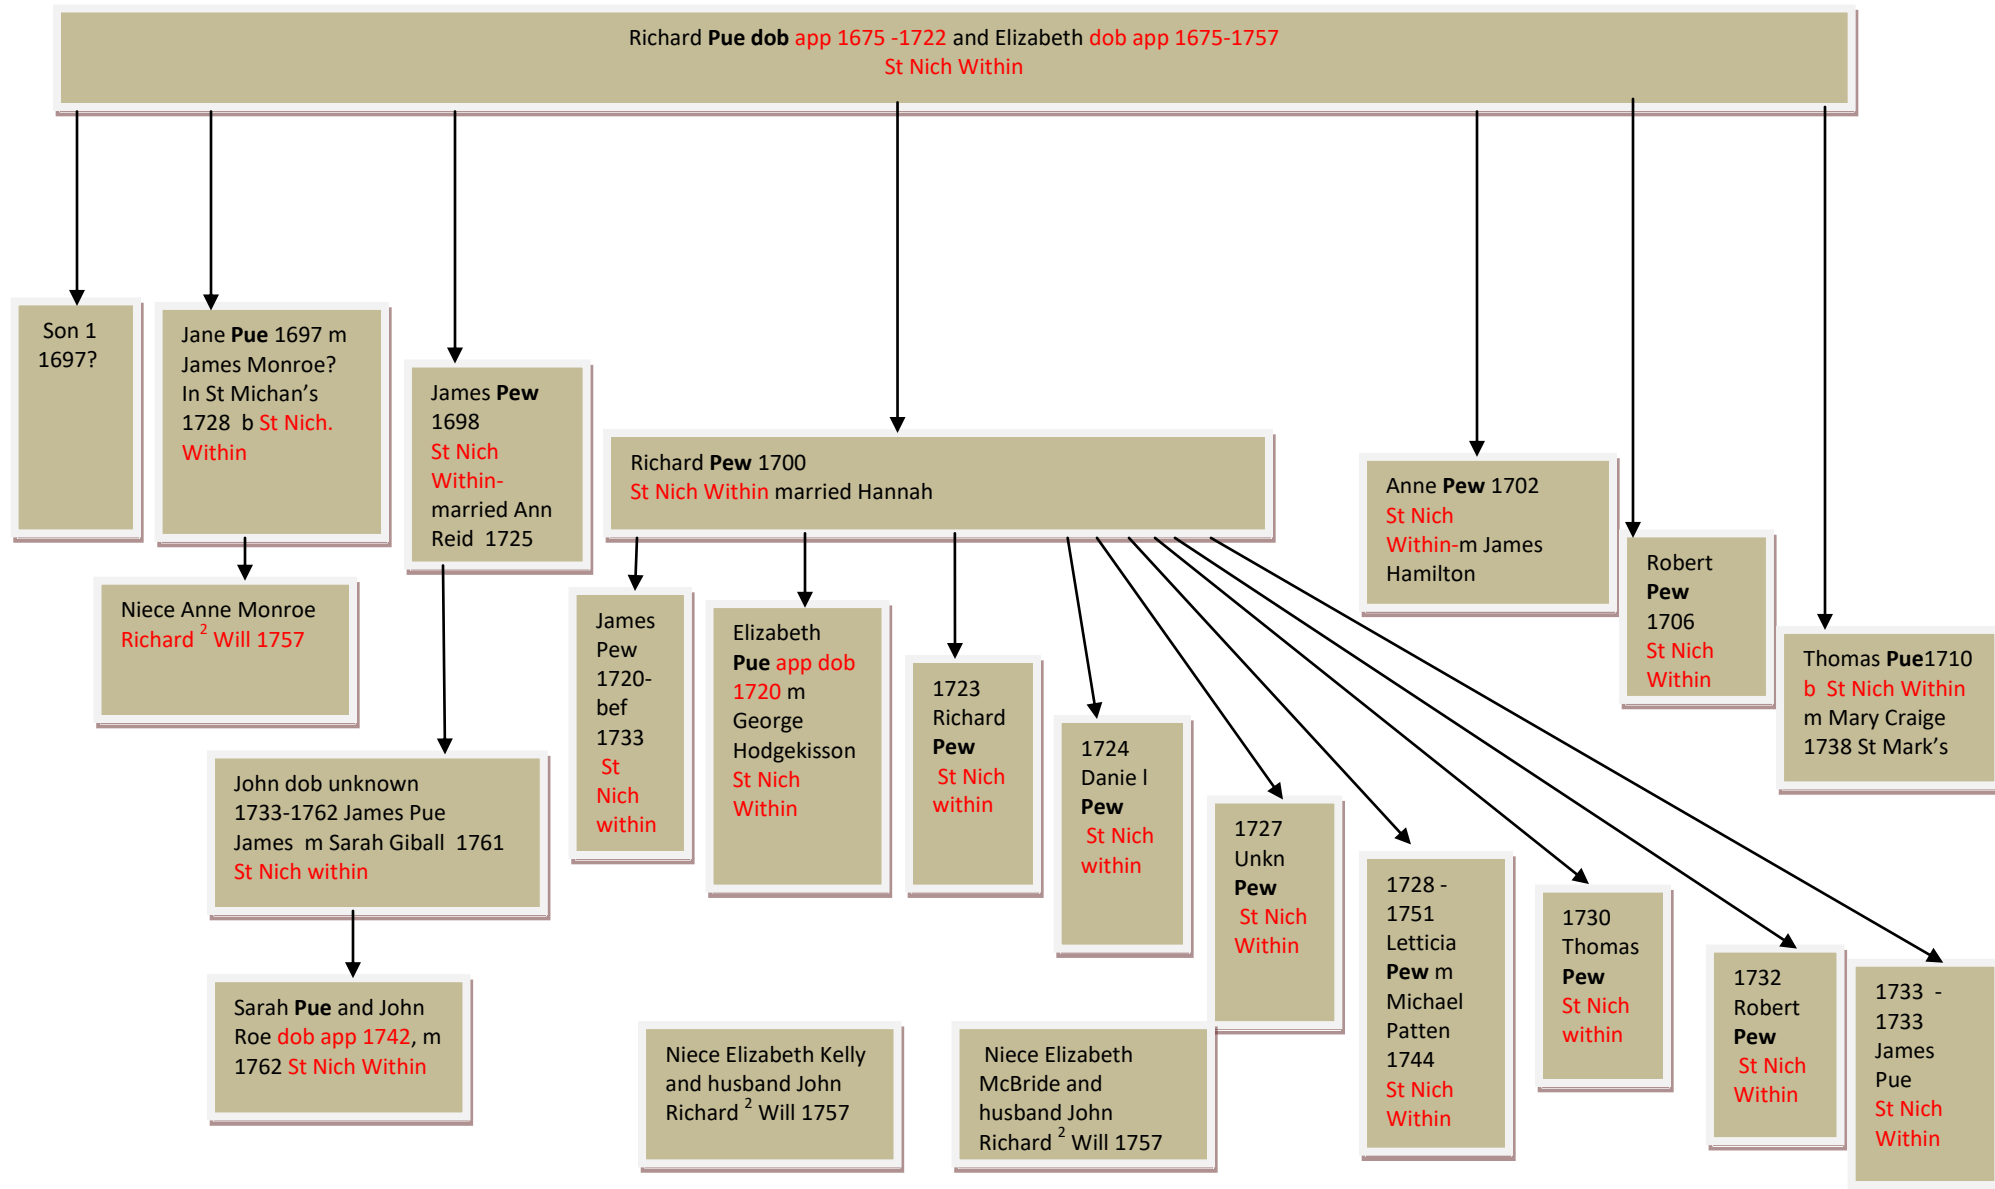 Richard Pue dob app 1675 -1722 and Elizabeth dob app 1675-1757
St Nich Within
Son 1
1697?
Jane Pue 1697 m
James Monroe?
In St Michan’s
1728 b St Nich.
Within
James Pew
1698
St Nich
Within-
married Ann
Reid 1725
Richard Pew 1700
St Nich Within married Hannah
Anne Pew 1702
St Nich
Within-m James
Hamilton
Robert
Pew
1706
St Nich
Within
Thomas Pue1710
b St Nich Within
m Mary Craige
1738 St Mark’s
Niece Anne Monroe
Richard 2 Will 1757
James
Pew
1720-
bef
1733
St
Nich
within
Elizabeth
Pue app dob
1720 m
George
Hodgekisson
St Nich
Within
1723
Richard
Pew
St Nich
within
1724
Danie l
Pew
St Nich
within
1727
Unkn
Pew
St Nich
Within
1728 -
1751
Letticia
Pew m
Michael
Patten
1744
St Nich
Within
1730
Thomas
Pew
St Nich
within
1732
Robert
Pew
St Nich
Within
1733 -
1733
James
Pue
St Nich
Within
John dob unknown
1733-1762 James Pue
James m Sarah Giball 1761
St Nich within
Sarah Pue and John
Roe dob app 1742, m
1762 St Nich Within
Niece Elizabeth Kelly
and husband John
Richard 2 Will 1757
Niece Elizabeth
McBride and
husband John
Richard 2 Will 1757